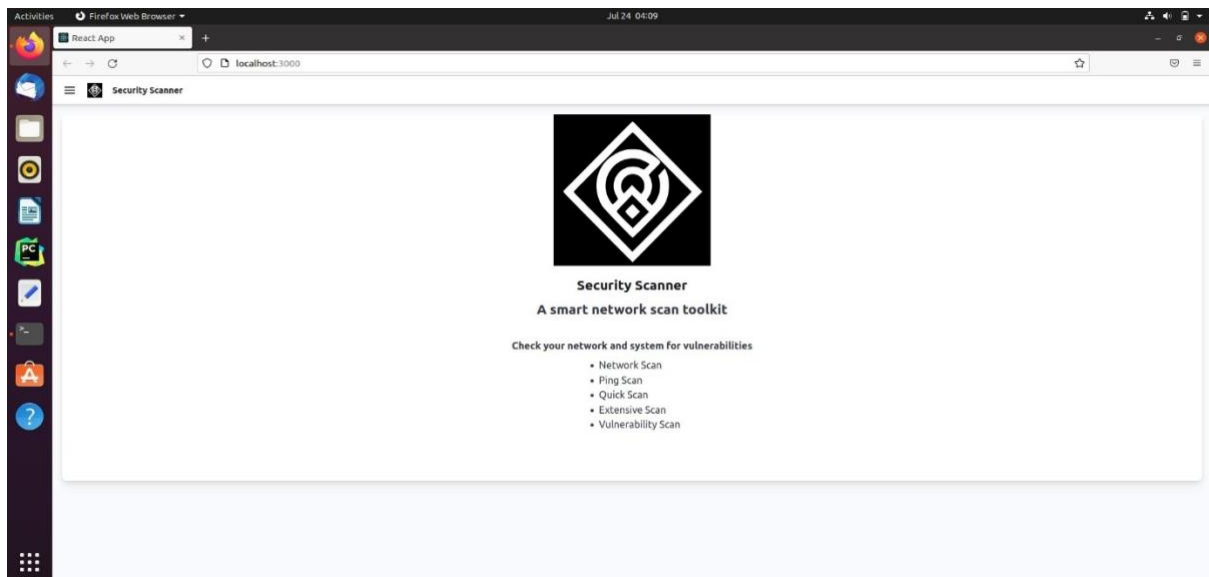 Activities Firefox Web Browser Jul 24 04:09
React App
localhost:3000
Security Scanner
Security Scanner
A smart network scan toolkit
Check your network and system for vulnerabilities
• Network Scan
• Ping Scan
• Quick Scan
• Extensive Scan
• Vulnerability Scan
PC